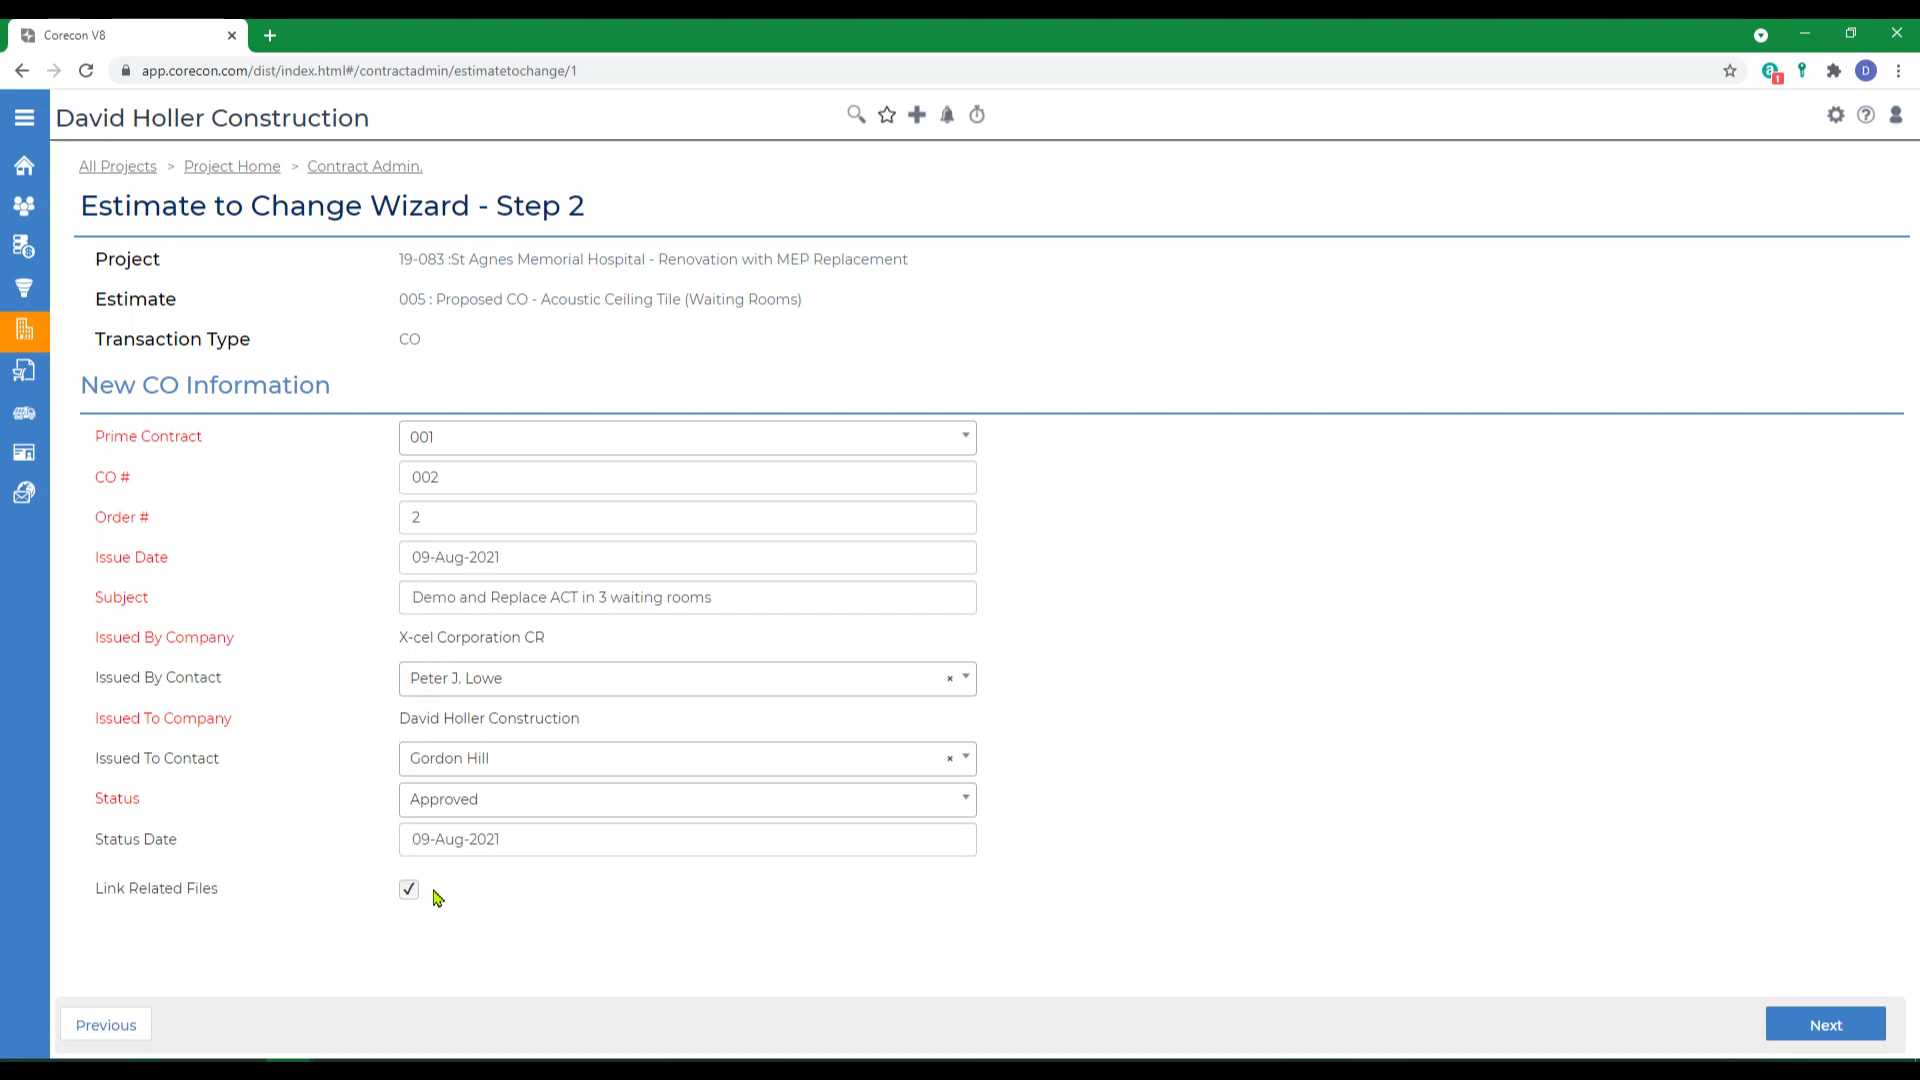 Corecon V8
app.corecon.com/dist/index.html#/contractadmin/estimatetochange/1
D
1
David Holler Construction
All Projects > Project Home > Contract Admin.
Estimate to Change Wizard - Step 2
Project 19-083 :St Agnes Memorial Hospital - Renovation with MEP Replacement
Estimate 005 : Proposed CO - Acoustic Ceiling Tile (Waiting Rooms)
Transaction Type CO
New CO Information
Prime Contract 001
CO # 002
Order # 2
Issue Date 09-Aug-2021
Subject Demo and Replace ACT in 3 waiting rooms
Issued By Company X-cel Corporation CR
Issued By Contact Peter J. Lowe ×
Issued To Company David Holler Construction
Issued To Contact Gordon Hill ×
Status Approved
Status Date 09-Aug-2021
Link Related Files
Previous Next